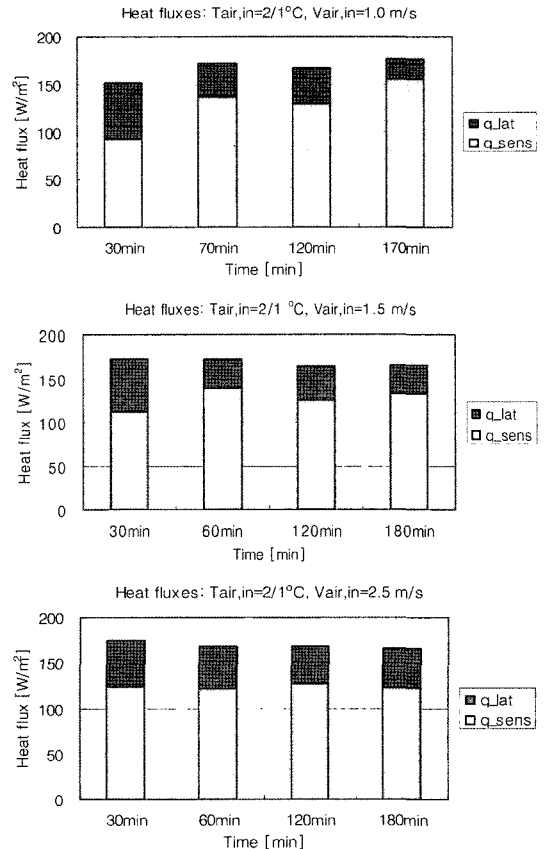 Heat fluxes: Tair,in=2/1°C, Vair,in=1.0 m/s
200
150
100
50
0
Heat flux [W/m²]
q_lat
q_sens
30min 70min 120min 170min
Time [min]
Heat fluxes: Tair,in=2/1 °C, Vair,in=1.5 m/s
200
150
100
50
0
Heat flux [W/m²]
q_lat
q_sens
30min 60min 120min 180min
Time [min]
Heat fluxes: Tair,in=2/1°C, Vair,in=2.5 m/s
200
150
100
50
0
Heat flux [W/m²]
q_lat
q_sens
30min 60min 120min 180min
Time [min]